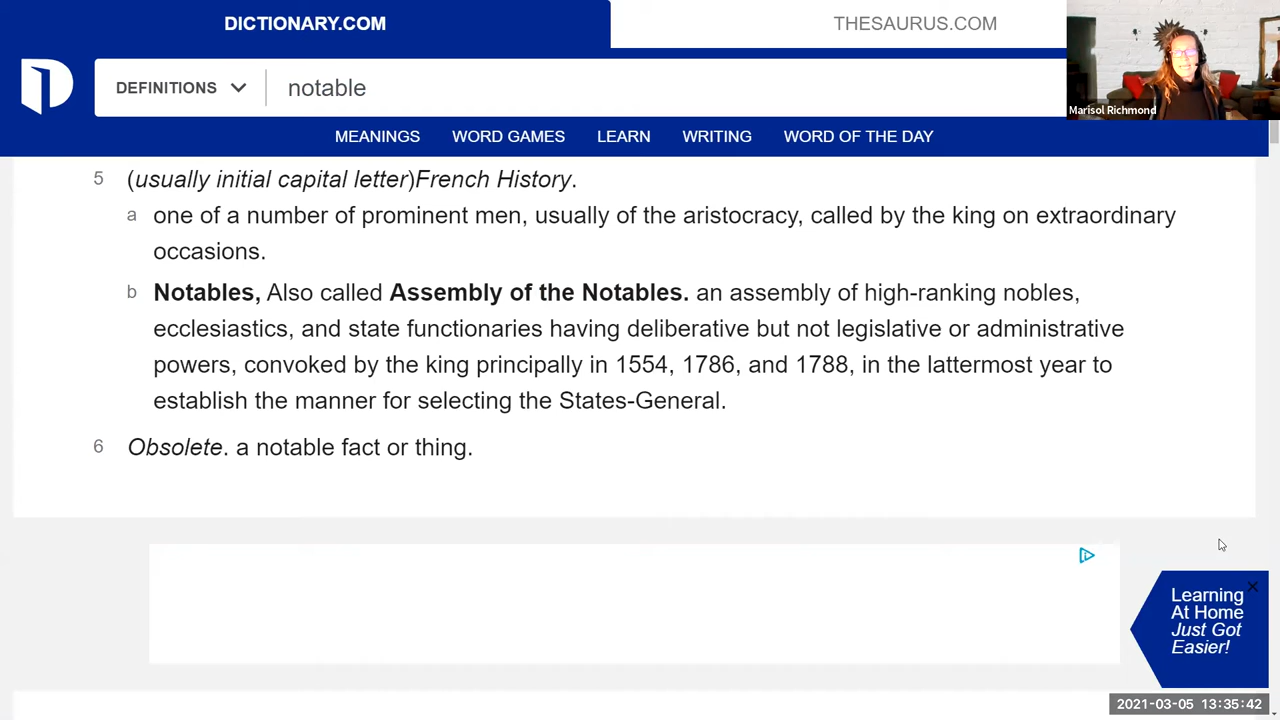 DICTIONARY.COM
THESAURUS.COM
DEFINITIONS
notable
Marisol Richmond
MEANINGS
WORD GAMES
LEARN
WRITING
WORD OF THE DAY
5 (usually initial capital letter)French History.
a one of a number of prominent men, usually of the aristocracy, called by the king on extraordinary
occasions.
b Notables, Also called Assembly of the Notables. an assembly of high-ranking nobles,
ecclesiastics, and state functionaries having deliberative but not legislative or administrative
powers, convoked by the king principally in 1554, 1786, and 1788, in the lattermost year to
establish the manner for selecting the States-General.
6 Obsolete. a notable fact or thing.
Learning
At Home
Just Got
Easier!
2021-03-05 13:35:42